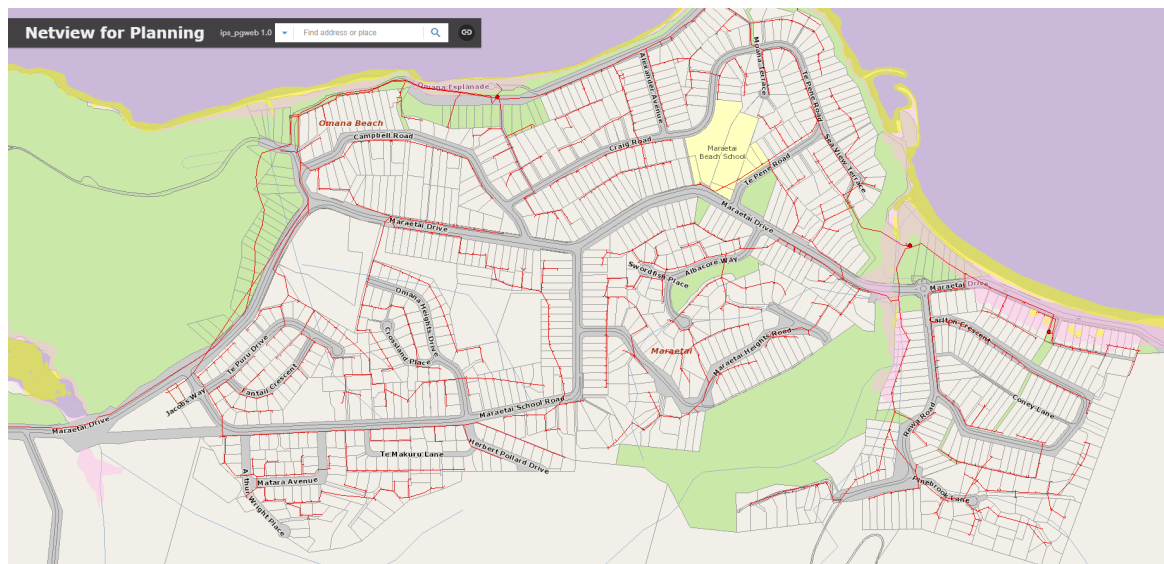 Netview for Planning
ips_pgweb 1.0
Find address or place
Omana Esplanade
Alexander Avenue
Moana Terrace
Te Pene Road
Omana Beach
Campbell Road
Craig Road
Maraetai
Beach School
Sea View Terrace
Te Pene Road
Maraetai Drive
Maraetai Drive
Swordfish Place
Albacore Way
Maraetai Drive
Omana Heights Drive
Crossland Place
Carlton Crescent
Te Puru Drive
Maraetai
Maraetai Heights Road
Fantail Crescent
Jacobs Way
Coney Lane
Maraetai School Road
Maraetai Drive
Rewa Road
Te Makuru Lane
Herbert Pollard Drive
Matara Avenue
Arthur Wright Place
Pinebrook Lane